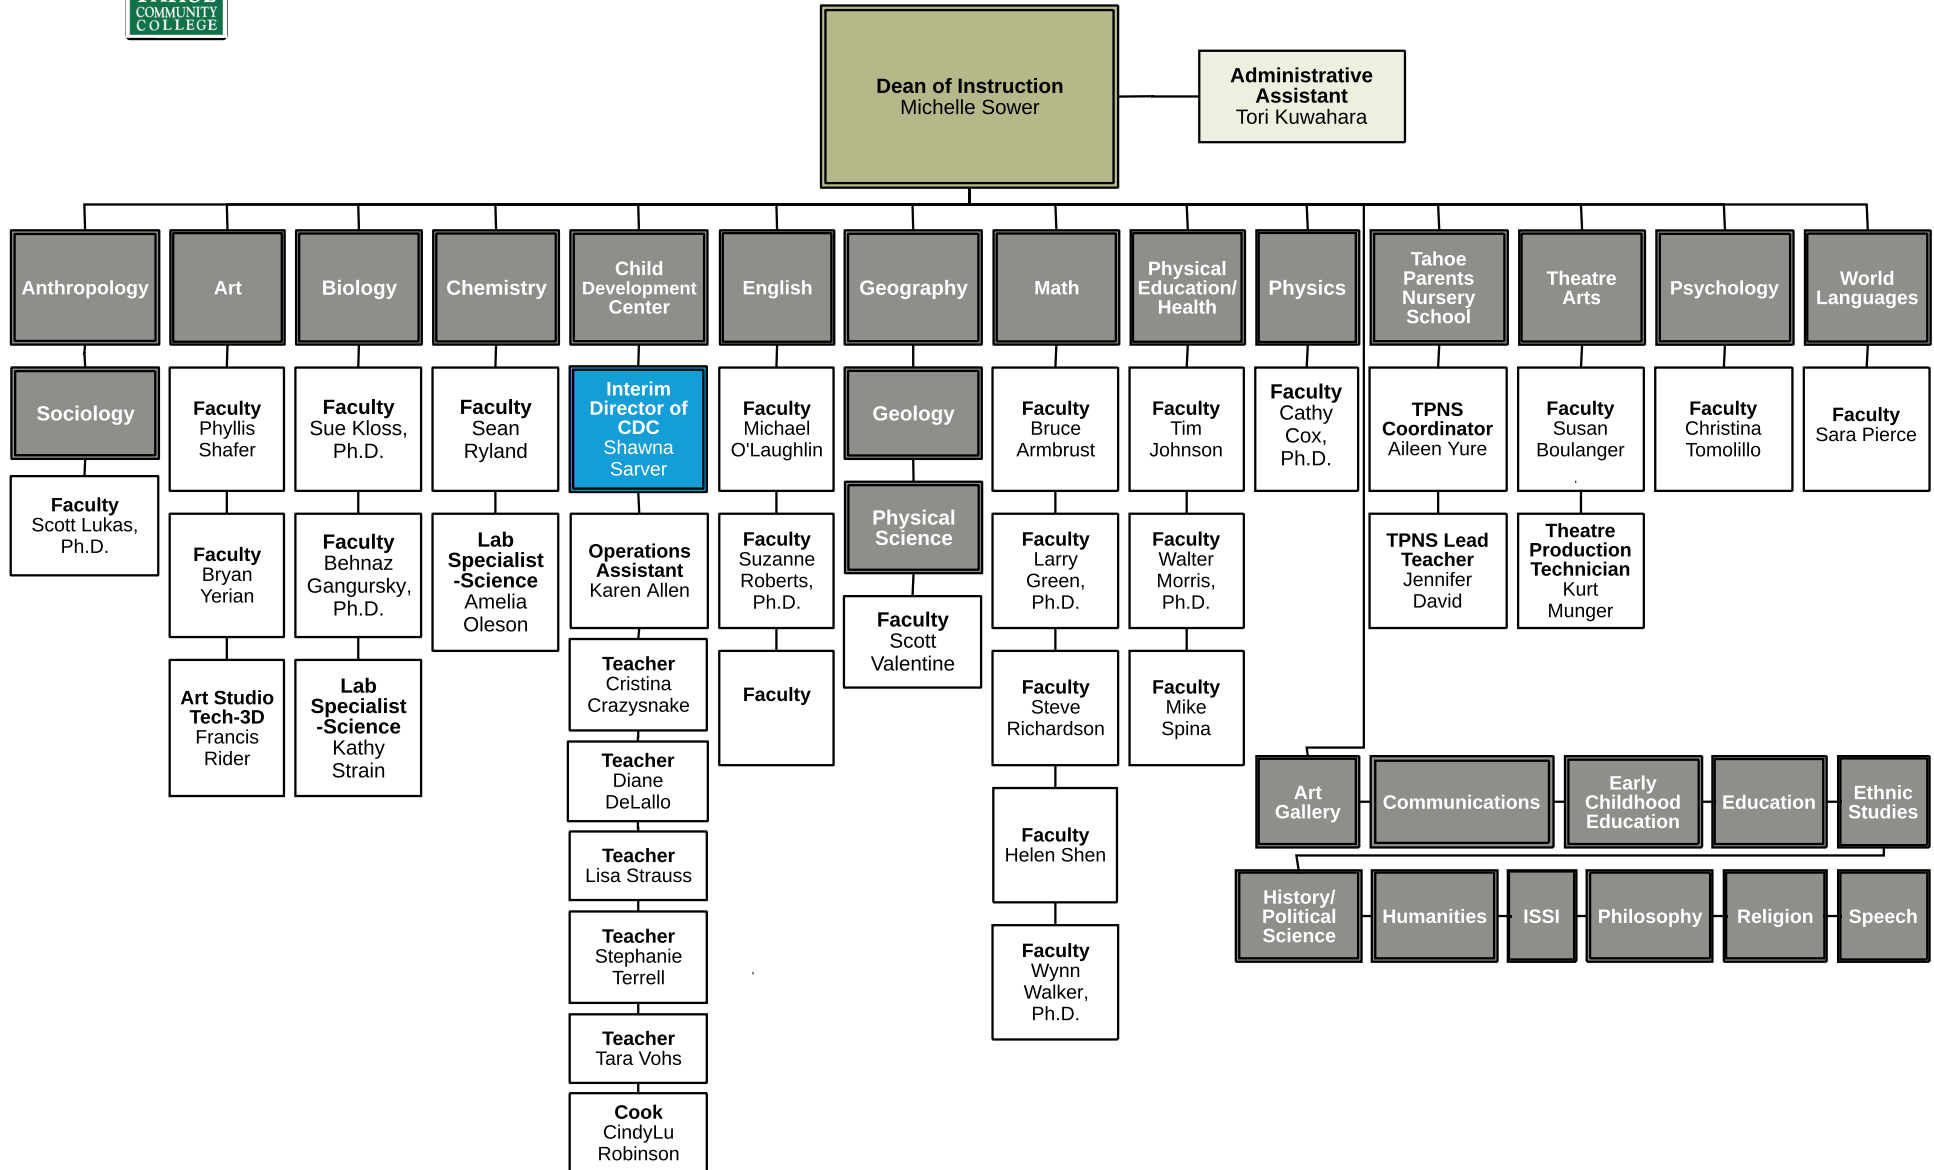 COMMUNITY
COLLEGE
Dean of Instruction
Michelle Sower
Administrative
Assistant
Tori Kuwahara
Anthropology
Sociology
Faculty
Scott Lukas,
Ph.D.
Art
Faculty
Phyllis
Shafer
Faculty
Bryan
Yerian
Art Studio
Tech-3D
Francis
Rider
Biology
Faculty
Sue Kloss,
Ph.D.
Faculty
Behnaz
Gangursky,
Ph.D.
Lab
Specialist
-Science
Kathy
Strain
Chemistry
Faculty
Sean
Ryland
Lab
Specialist
-Science
Amelia
Oleson
Child
Development
Center
Interim
Director of
CDC
Shawna
Sarver
Operations
Assistant
Karen Allen
Teacher
Cristina
Crazysnake
Teacher
Diane
DeLallo
Teacher
Lisa Strauss
Teacher
Stephanie
Terrell
Teacher
Tara Vohs
Cook
CindyLu
Robinson
English
Faculty
Michael
O'Laughlin
Faculty
Suzanne
Roberts,
Ph.D.
Faculty
Geography
Geology
Physical
Science
Faculty
Scott
Valentine
Math
Faculty
Bruce
Armbrust
Faculty
Larry
Green,
Ph.D.
Faculty
Steve
Richardson
Faculty
Helen Shen
Faculty
Wynn
Walker,
Ph.D.
Physical
Education/
Health
Faculty
Tim
Johnson
Faculty
Walter
Morris,
Ph.D.
Faculty
Mike
Spina
Physics
Faculty
Cathy
Cox,
Ph.D.
Tahoe
Parents
Nursery
School
TPNS
Coordinator
Aileen Yure
TPNS Lead
Teacher
Jennifer
David
Theatre
Arts
Faculty
Susan
Boulanger
Theatre
Production
Technician
Kurt
Munger
Psychology
Faculty
Christina
Tomolillo
World
Languages
Faculty
Sara Pierce
Art
Gallery
Communications
Early
Childhood
Education
Education
Ethnic
Studies
History/
Political
Science
Humanities
ISSI
Philosophy
Religion
Speech